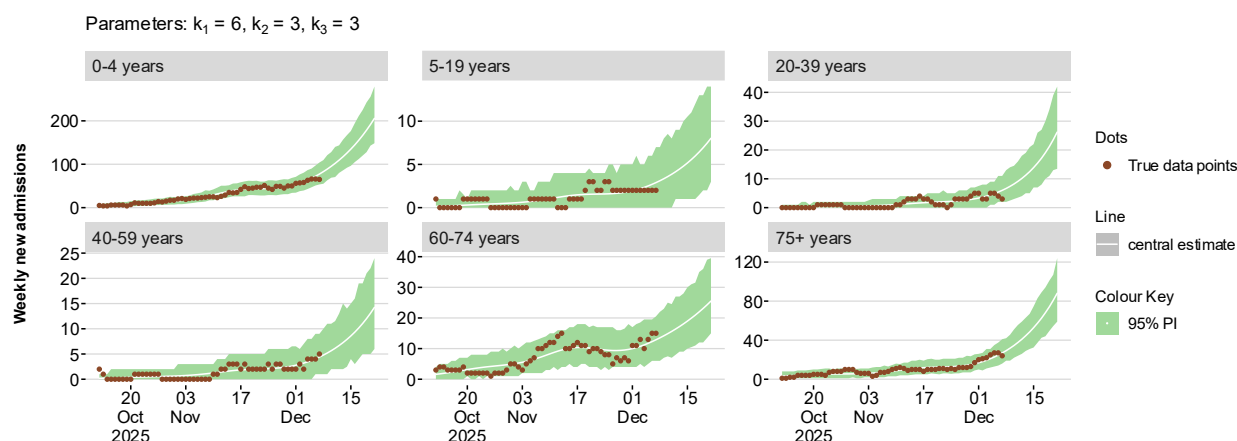 Parameters: k₁ = 6, k₂ = 3, k₃ = 3
Weekly new admissions
0-4 years
200
100
0
5-19 years
10
5
0
20-39 years
40
30
20
10
0
40-59 years
25
20
15
10
5
0
60-74 years
40
30
20
10
0
75+ years
120
80
40
0
20 03 17 01 15
Oct Nov Dec
2025
20 03 17 01 15
Oct Nov Dec
2025
20 03 17 01 15
Oct Nov Dec
2025
Dots
True data points
Line
central estimate
Colour Key
95% PI